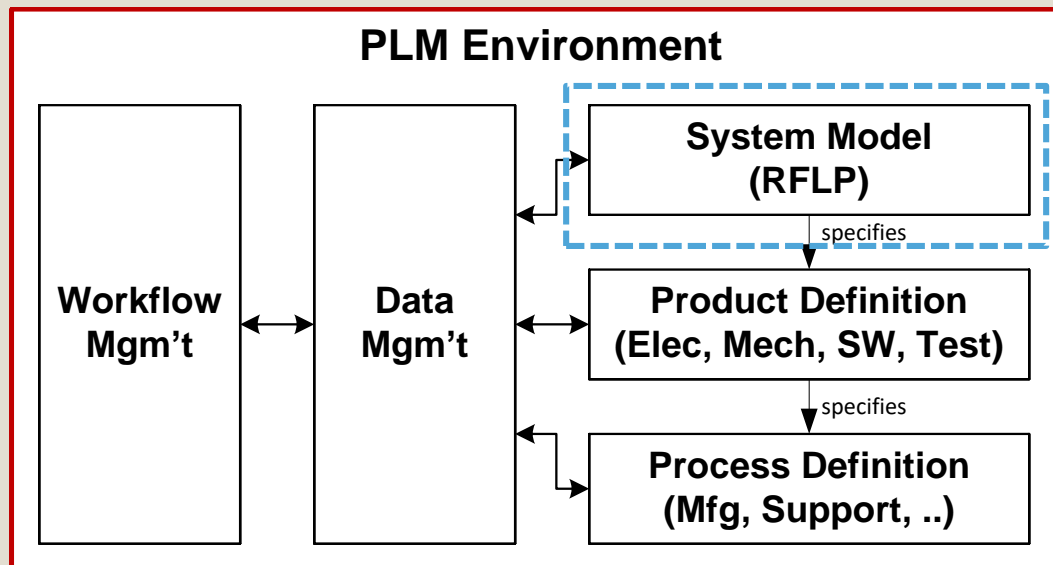 PLM Environment
System Model
(RFLP)
specifies
Workflow
Mgm't
Data
Mgm't
Product Definition
(Elec, Mech, SW, Test)
specifies
Process Definition
(Mfg, Support, ..)